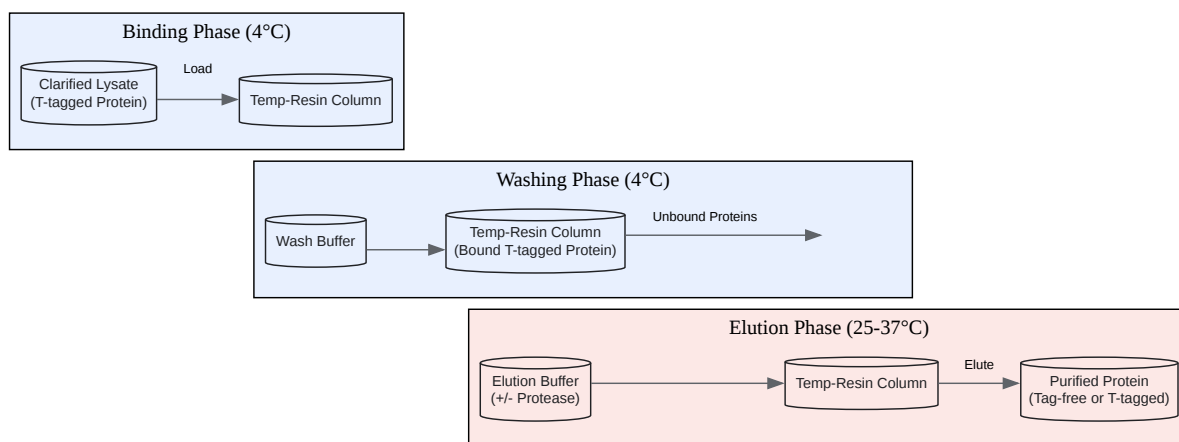 Binding Phase (4°C)
Clarified Lysate
(T-tagged Protein)
Load
Temp-Resin Column
Washing Phase (4°C)
Wash Buffer
Temp-Resin Column
(Bound T-tagged Protein)
Unbound Proteins
Elution Phase (25-37°C)
Elution Buffer
(+/- Protease)
Temp-Resin Column
Elute
Purified Protein
(Tag-free or T-tagged)